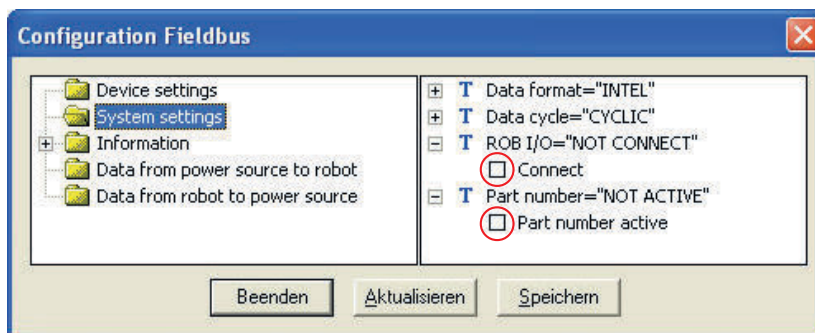 Configuration Fieldbus
Device settings
System settings
Information
Data from power source to robot
Data from robot to power source
Data format="INTEL"
Data cycle="CYCLIC"
ROB I/O="NOT CONNECT"
Connect
Part number="NOT ACTIVE"
Part number active
Beenden
Aktualisieren
Speichern